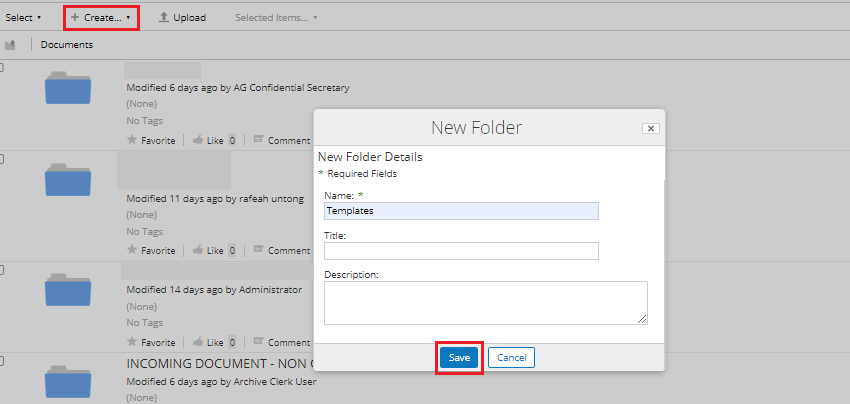 Select ▾ + Create... ▾ Upload Selected Items... ▾
Documents
Modified 6 days ago by AG Confidential Secretary
(None)
No Tags
Favorite Like 0 Comment
Modified 11 days ago by rafeah untong
(None)
No Tags
Favorite Like 0 Comment
Modified 14 days ago by Administrator
(None)
No Tags
Favorite Like 0 Comment
INCOMING DOCUMENT - NON
Modified 6 days ago by Archive Clerk User
(None)
New Folder
New Folder Details
* Required Fields
Name: *
Templates
Title:
Description:
Save Cancel